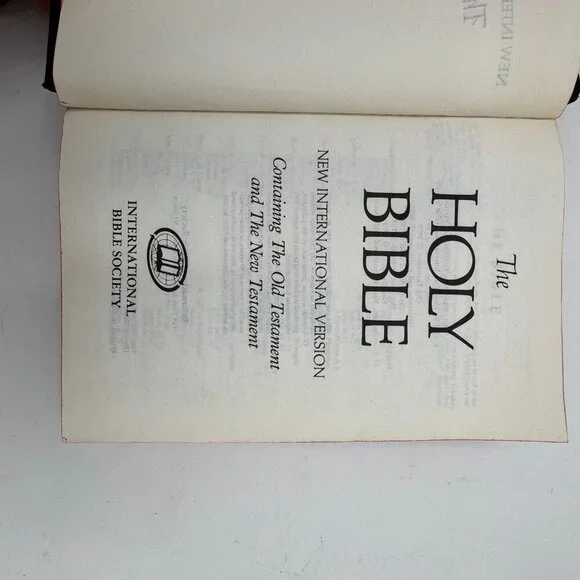 The
HOLY
BIBLE
NEW INTERNATIONAL VERSION
Containing The Old Testament
and The New Testament
INTERNATIONAL
BIBLE SOCIETY